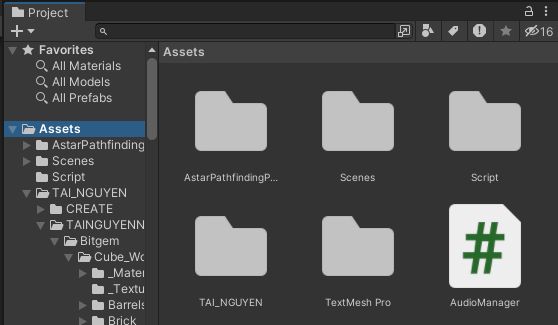 Project
16
Favorites
All Materials
All Models
All Prefabs
Assets
AstarPathfinding
Scenes
Script
TAI_NGUYEN
CREATE
TAINGUYENN
Bitgem
Cube_Wo
_Mater
_Textu
Barrels
Brick
Assets
AstarPathfindingP...
Scenes
Script
TAI_NGUYEN
TextMesh Pro
#
AudioManager